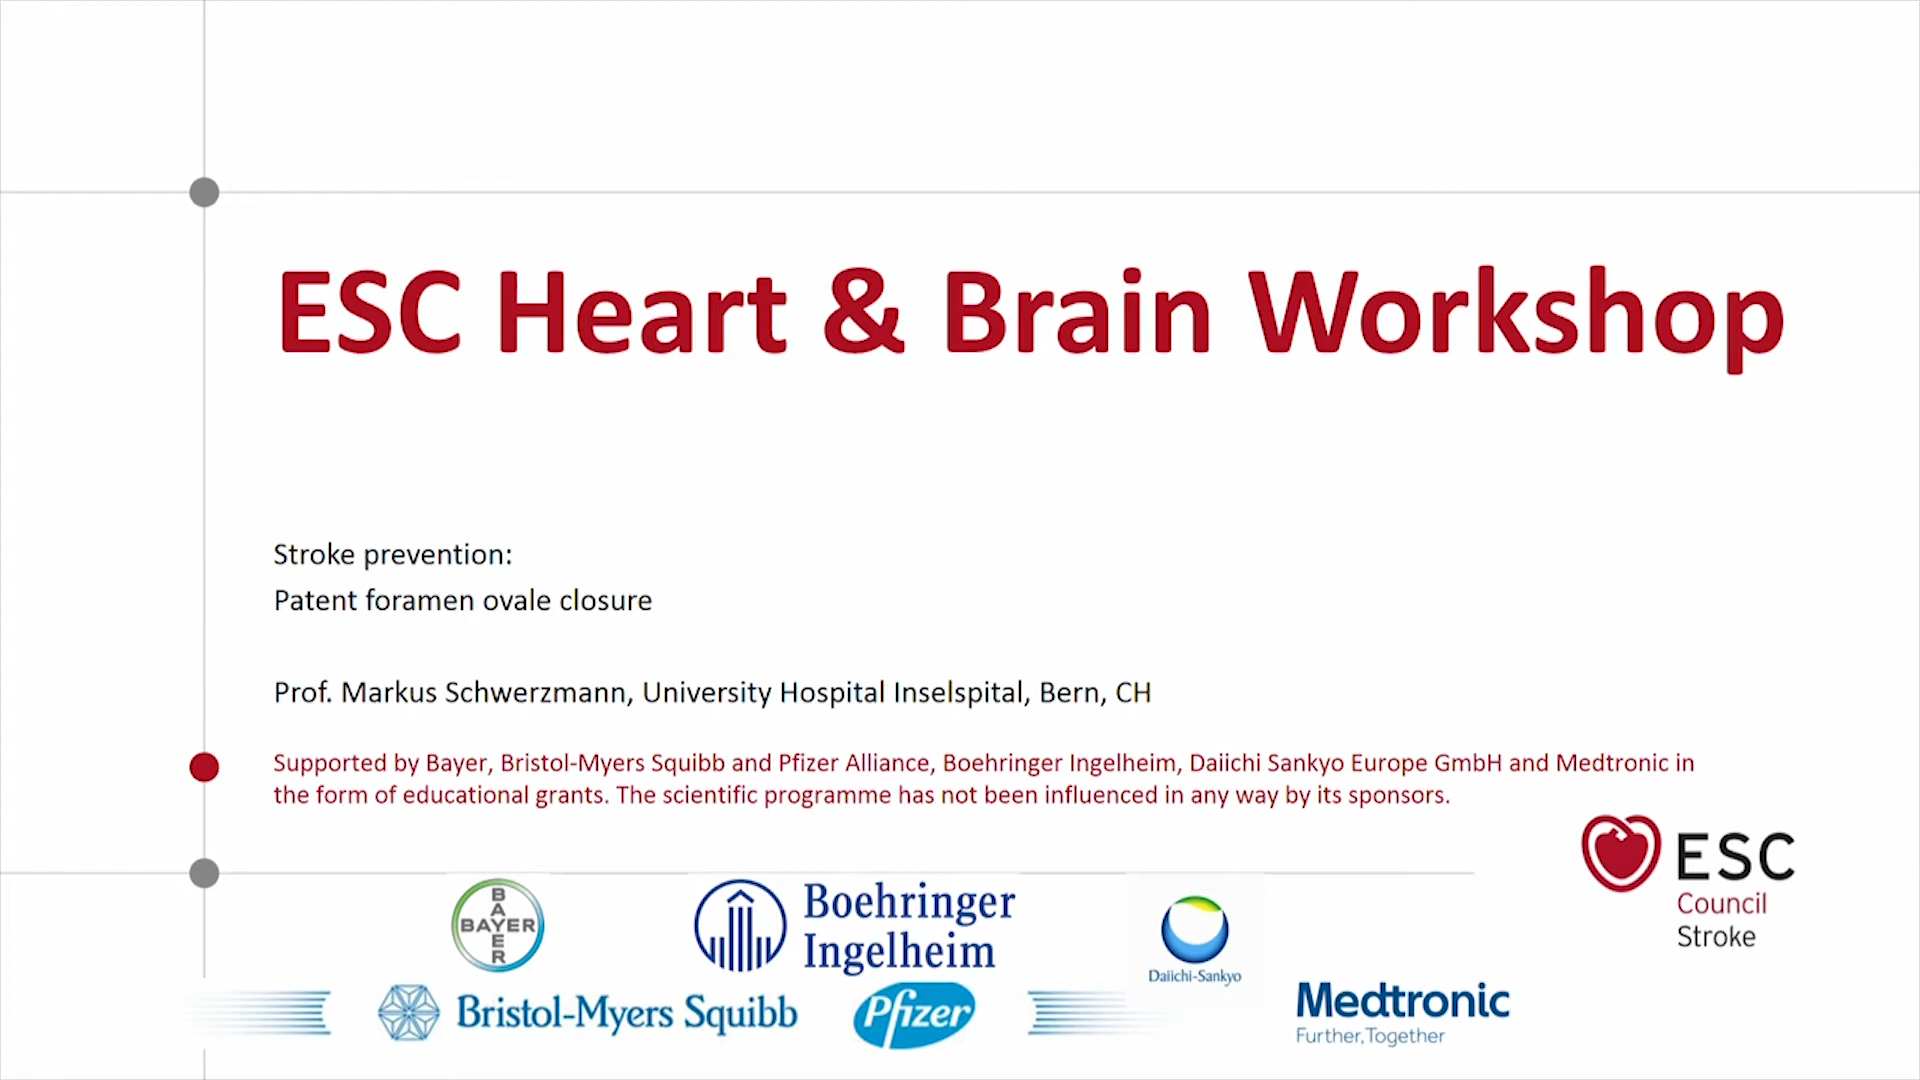 ESC Heart & Brain Workshop
Stroke prevention:
Patent foramen ovale closure
Prof. Markus Schwerzmann, University Hospital Inselspital, Bern, CH
Supported by Bayer, Bristol-Myers Squibb and Pfizer Alliance, Boehringer Ingelheim, Daiichi Sankyo Europe GmbH and Medtronic in
the form of educational grants. The scientific programme has not been influenced in any way by its sponsors.
ESC
Council
Stroke
BAYER
BAYER
Boehringer
Ingelheim
Daiichi-Sankyo
Bristol-Myers Squibb
Pfizer
Medtronic
Further, Together